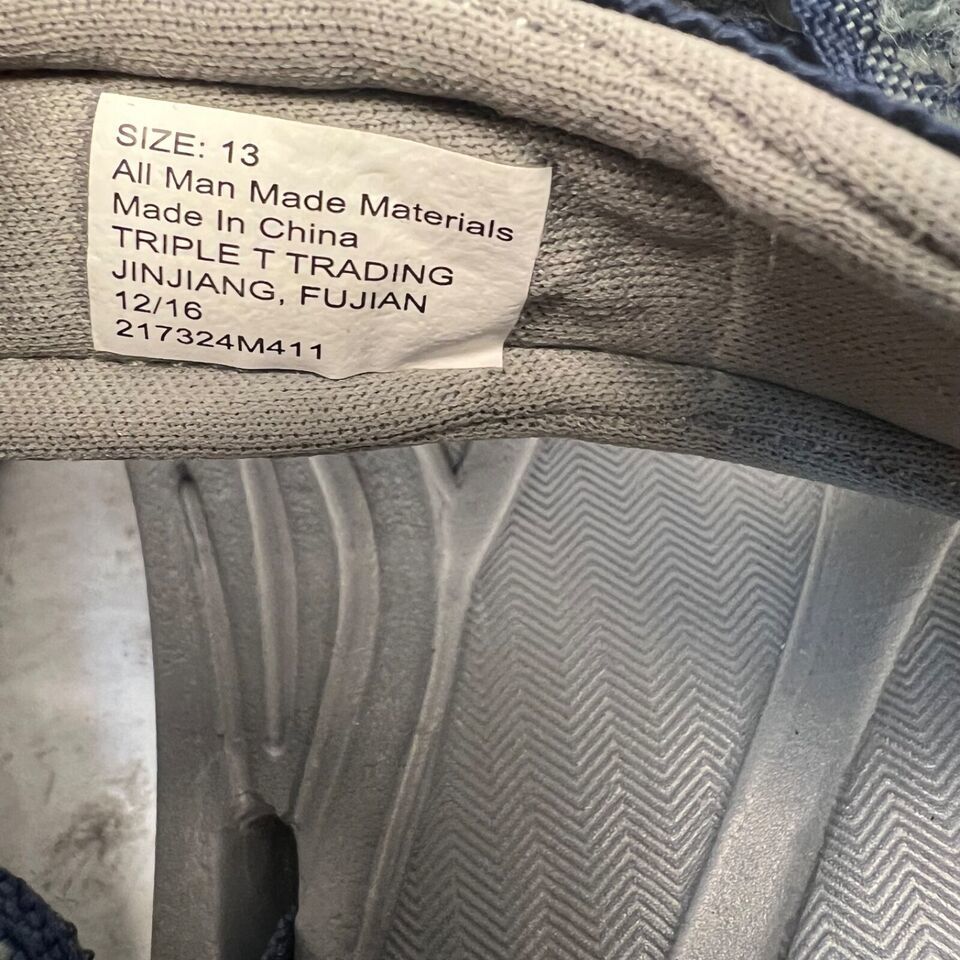 SIZE: 13
All Man Made Materials
Made In China
TRIPLE T TRADING
JINJIANG, FUJIAN
12/16
217324M411